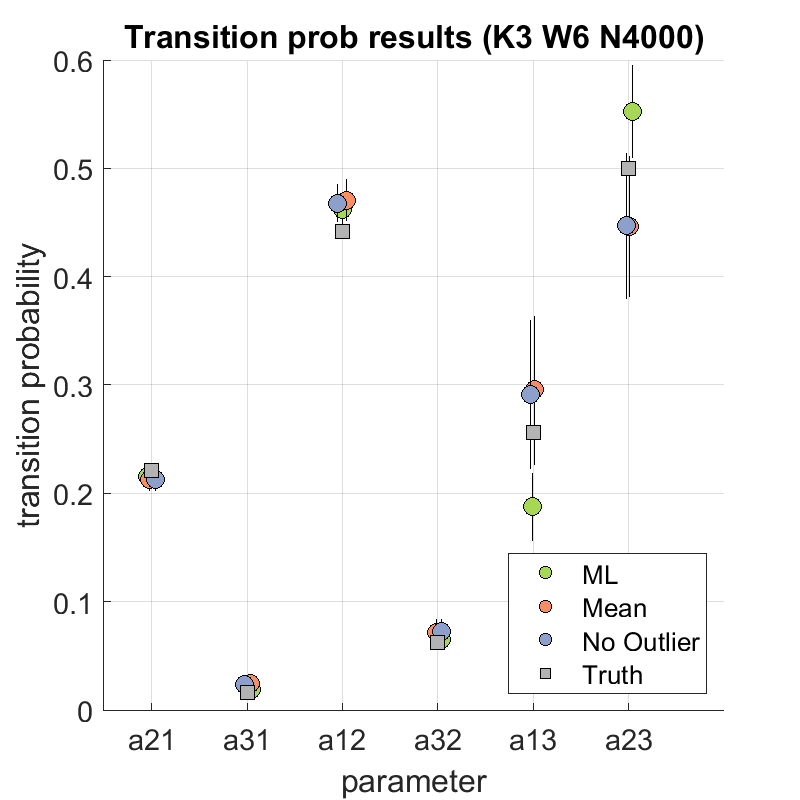 Transition prob results (K3 W6 N4000)
0.6
0.5
0.4
0.3
0.2
0.1
0
transition probability
a21 a31 a12 a32 a13 a23
parameter
ML
Mean
No Outlier
Truth